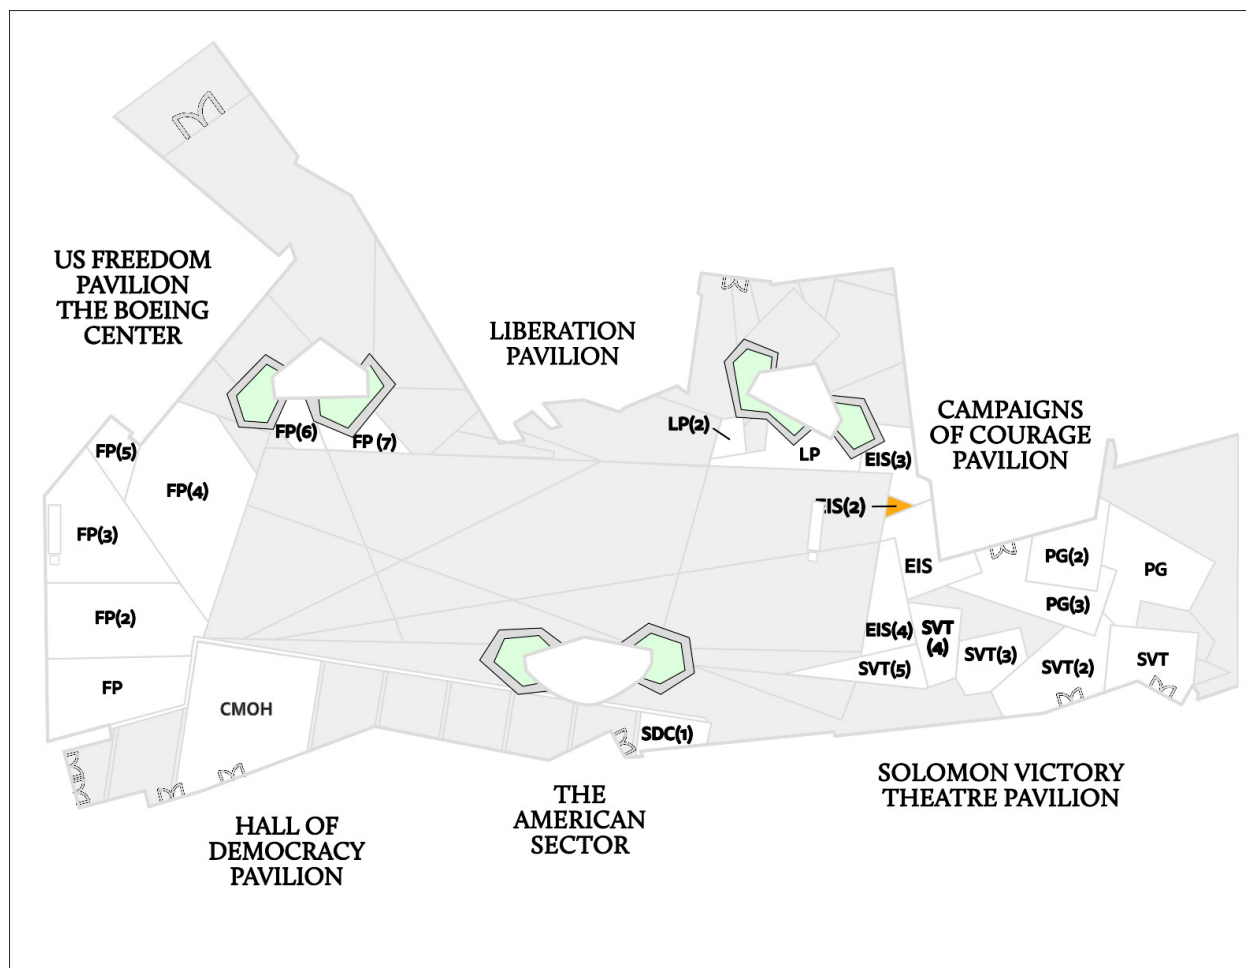 US FREEDOM
PAVILION
THE BOEING
CENTER
LIBERATION
PAVILION
CAMPAIGNS
OF COURAGE
PAVILION
LP(2)
FP(6)
FP (7)
FP(5)
LP
EIS(3)
FP(4)
EIS(2)
FP(3)
PG(2)
EIS
PG
PG(3)
FP(2)
EIS(4)
SVT
(4)
SVT(3)
SVT(5)
SVT(2)
SVT
FP
CMOH
SDC(1)
SOLOMON VICTORY
THEATRE PAVILION
THE
AMERICAN
SECTOR
HALL OF
DEMOCRACY
PAVILION